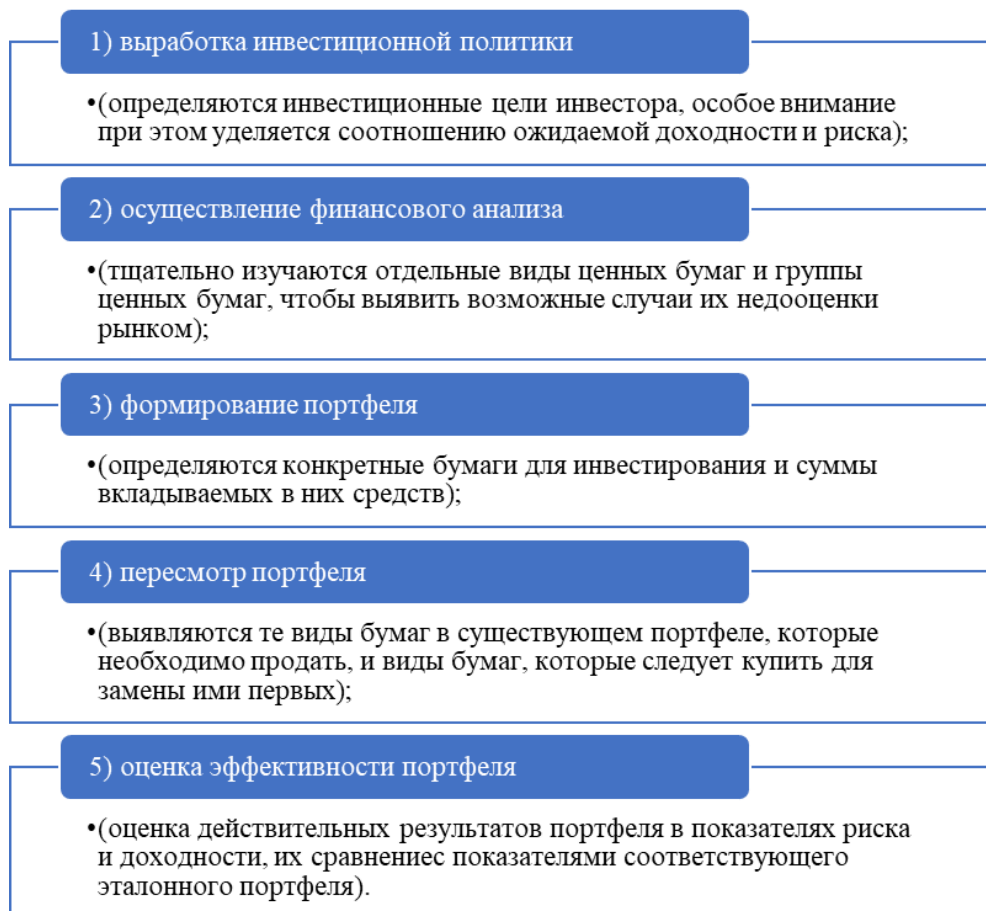 1) выработка инвестиционной политики
•(определяются инвестиционные цели инвестора, особое внимание
при этом уделяется соотношению ожидаемой доходности и риска);
2) осуществление финансового анализа
•(тщательно изучаются отдельные виды ценных бумаг и группы
ценных бумаг, чтобы выявить возможные случаи их недооценки
рынком);
3) формирование портфеля
•(определяются конкретные бумаги для инвестирования и суммы
вкладываемых в них средств);
4) пересмотр портфеля
•(выявляются те виды бумаг в существующем портфеле, которые
необходимо продать, и виды бумаг, которые следует купить для
замены ими первых);
5) оценка эффективности портфеля
•(оценка действительных результатов портфеля в показателях риска
и доходности, их сравнениес показателями соответствующего
эталонного портфеля).